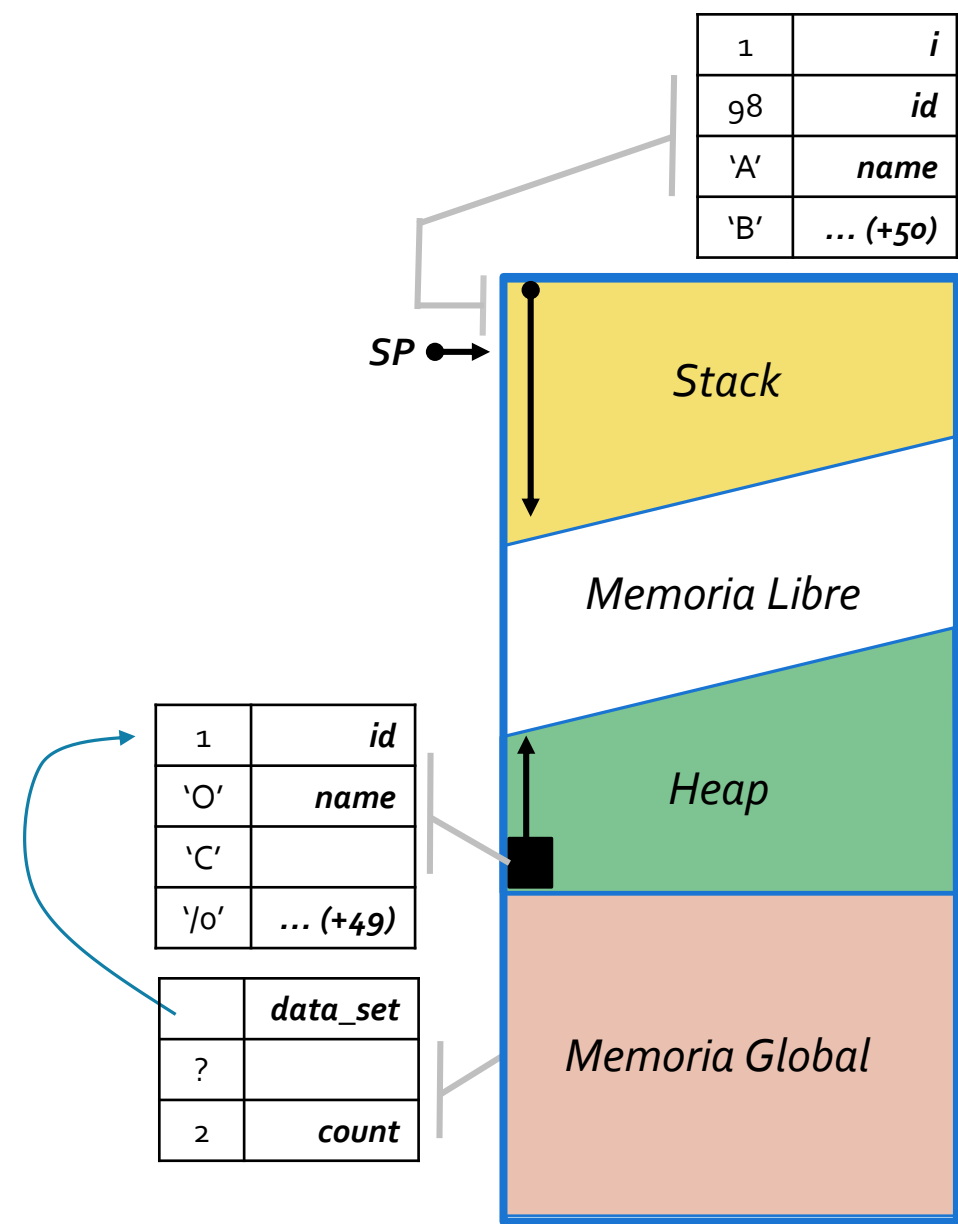 1 i
98 id
‘A’ name
‘B’ ... (+50)
SP
Stack
Memoria Libre
1 id
‘O’ name
‘C’
‘/0’ ... (+49)
Heap
data_set
?
2 count
Memoria Global